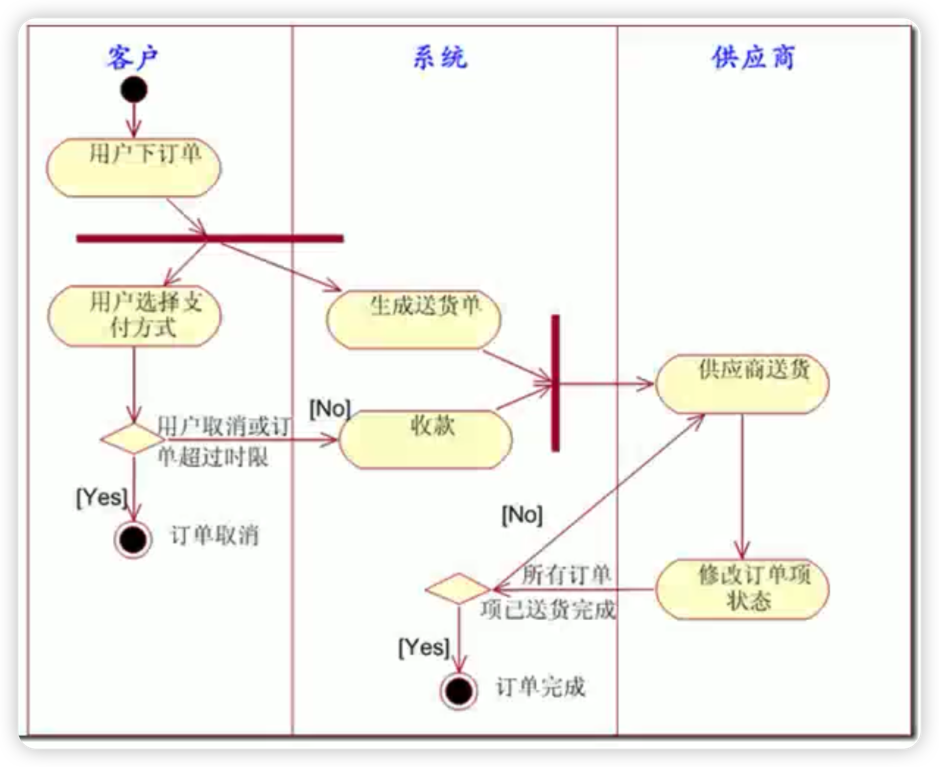 客户
系统
供应商
用户下订单
用户选择支
付方式
生成送货单
供应商送货
[No]
用户取消或订
单超过时限
收款
[Yes]
订单取消
[No]
所有订单
项已送货完成
修改订单项
状态
[Yes]
订单完成